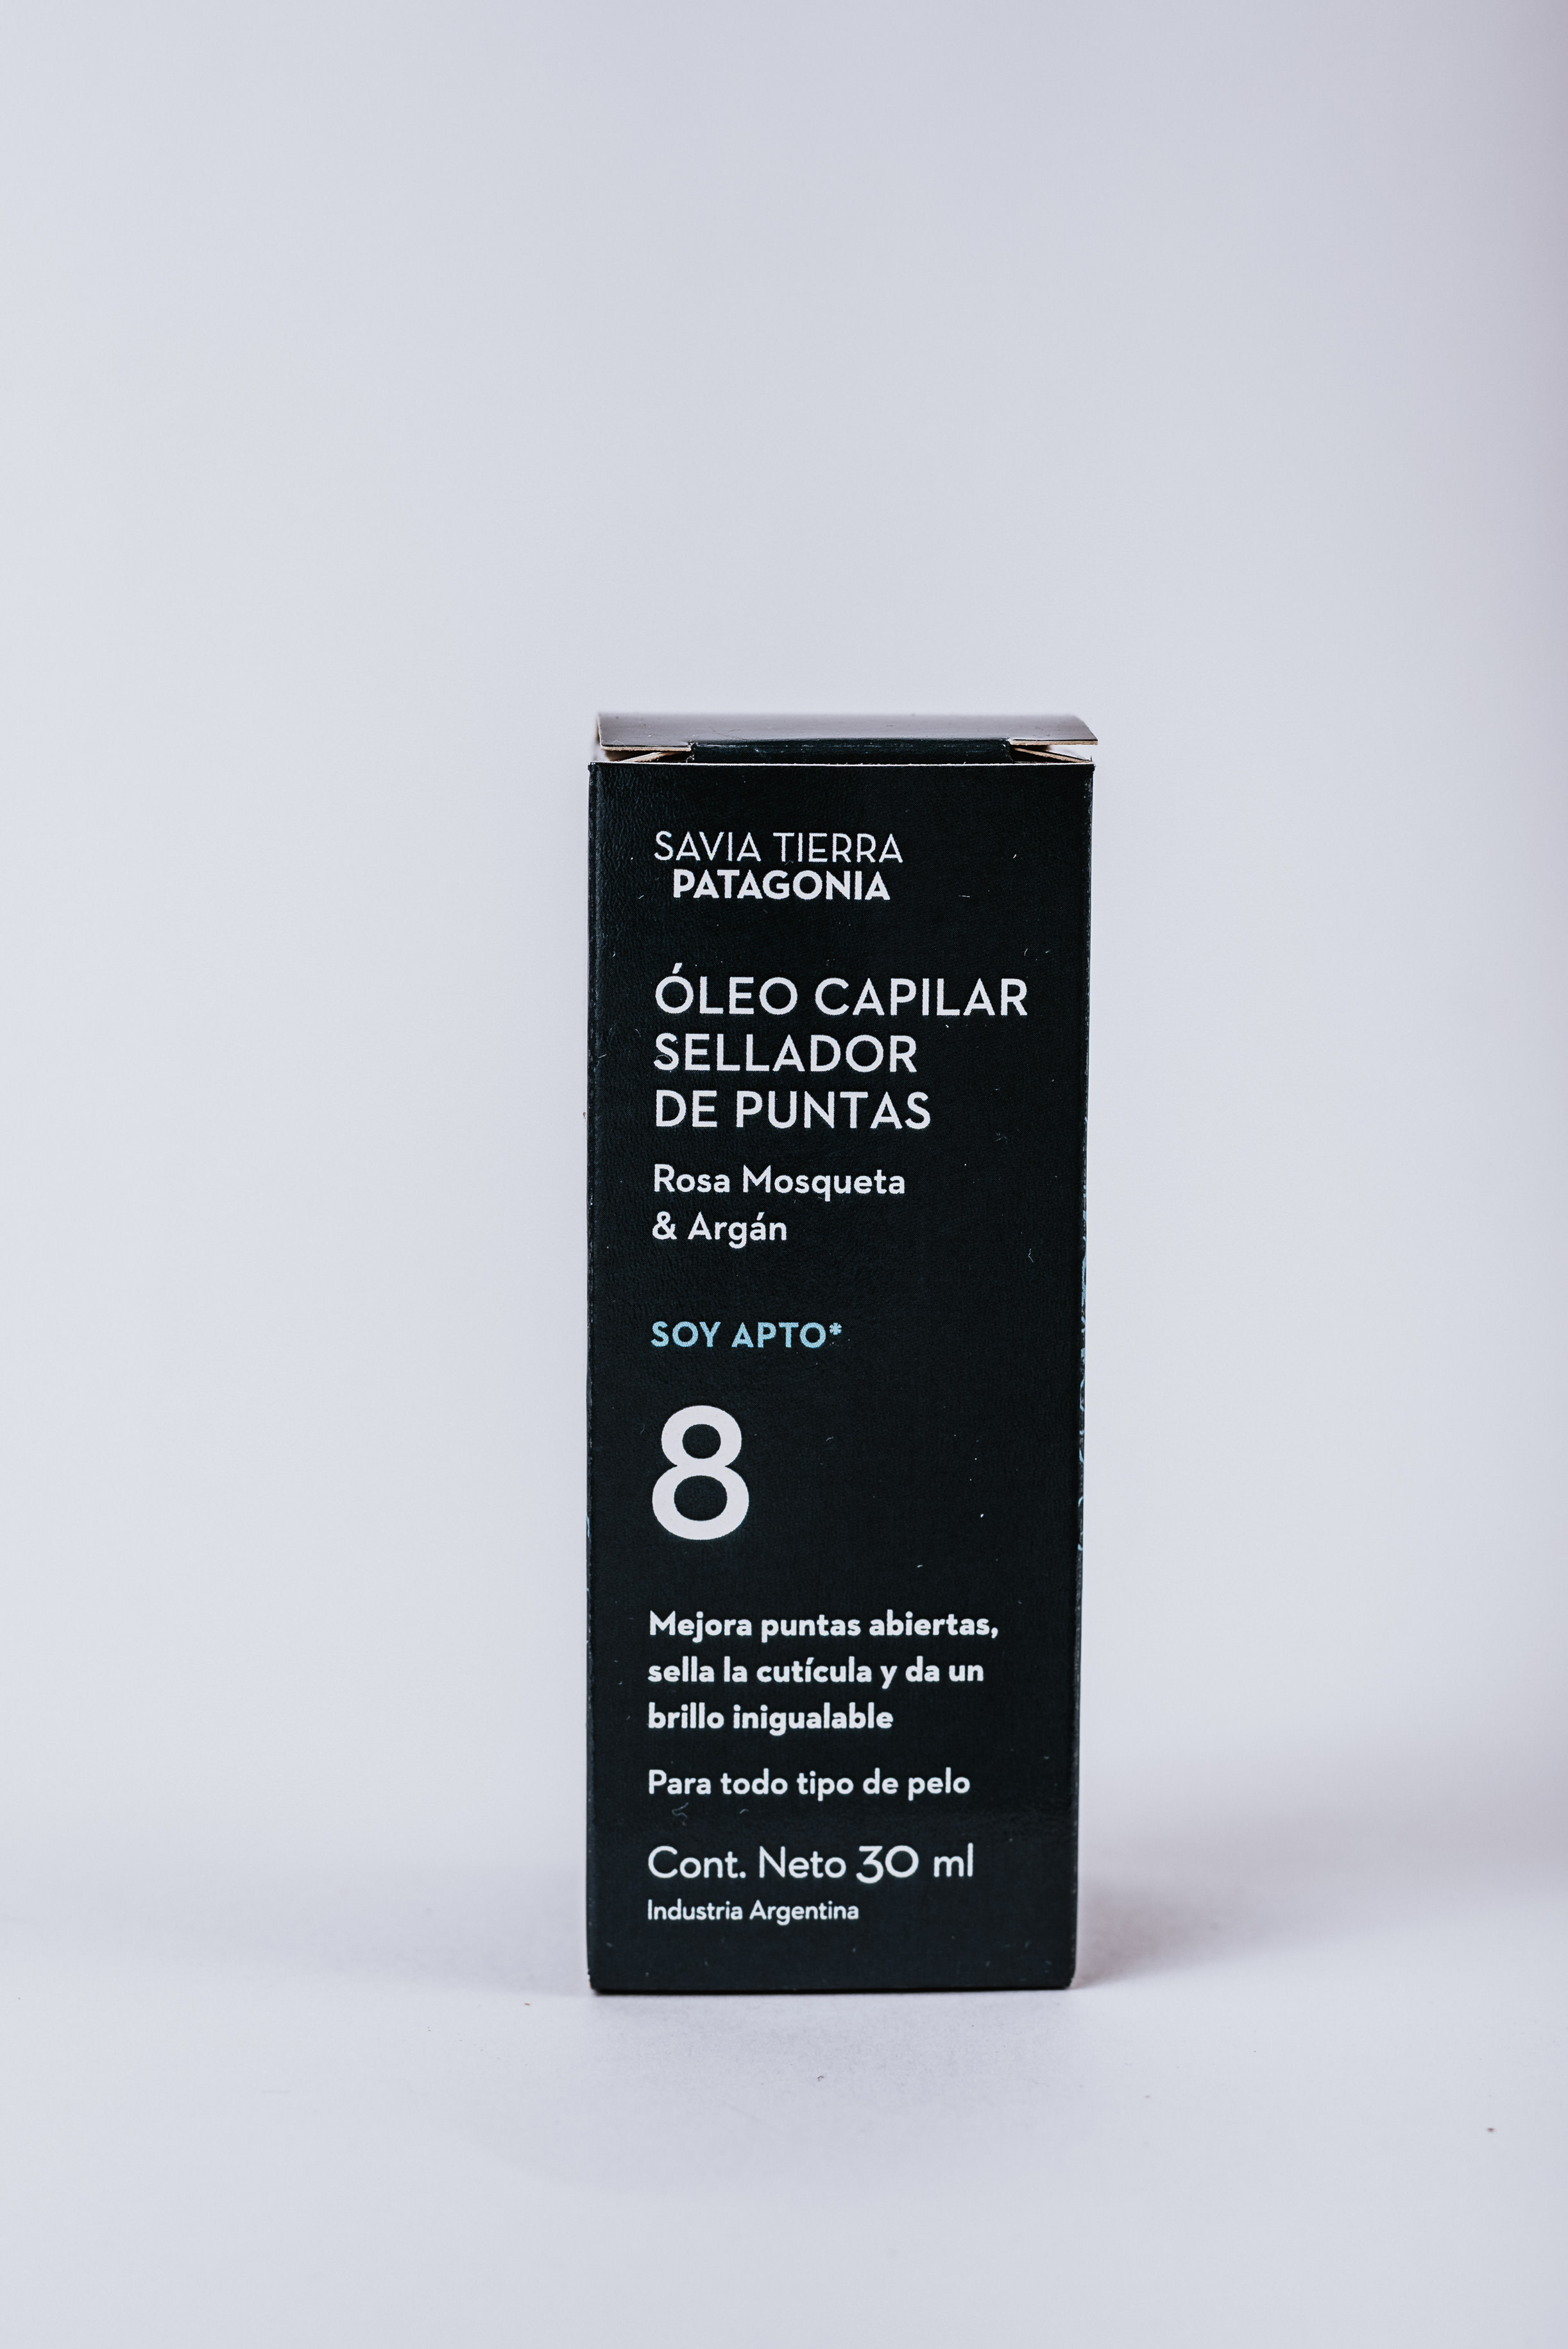 SAVIA TIERRA
PATAGONIA
ÓLEO CAPILAR
SELLADOR
DE PUNTAS
Rosa Mosqueta
& Argán
SOY APTO*
8
Mejora puntas abiertas,
sella la cutícula y da un
brillo inigualable
Para todo tipo de pelo
Cont. Neto 30 ml
Industria Argentina